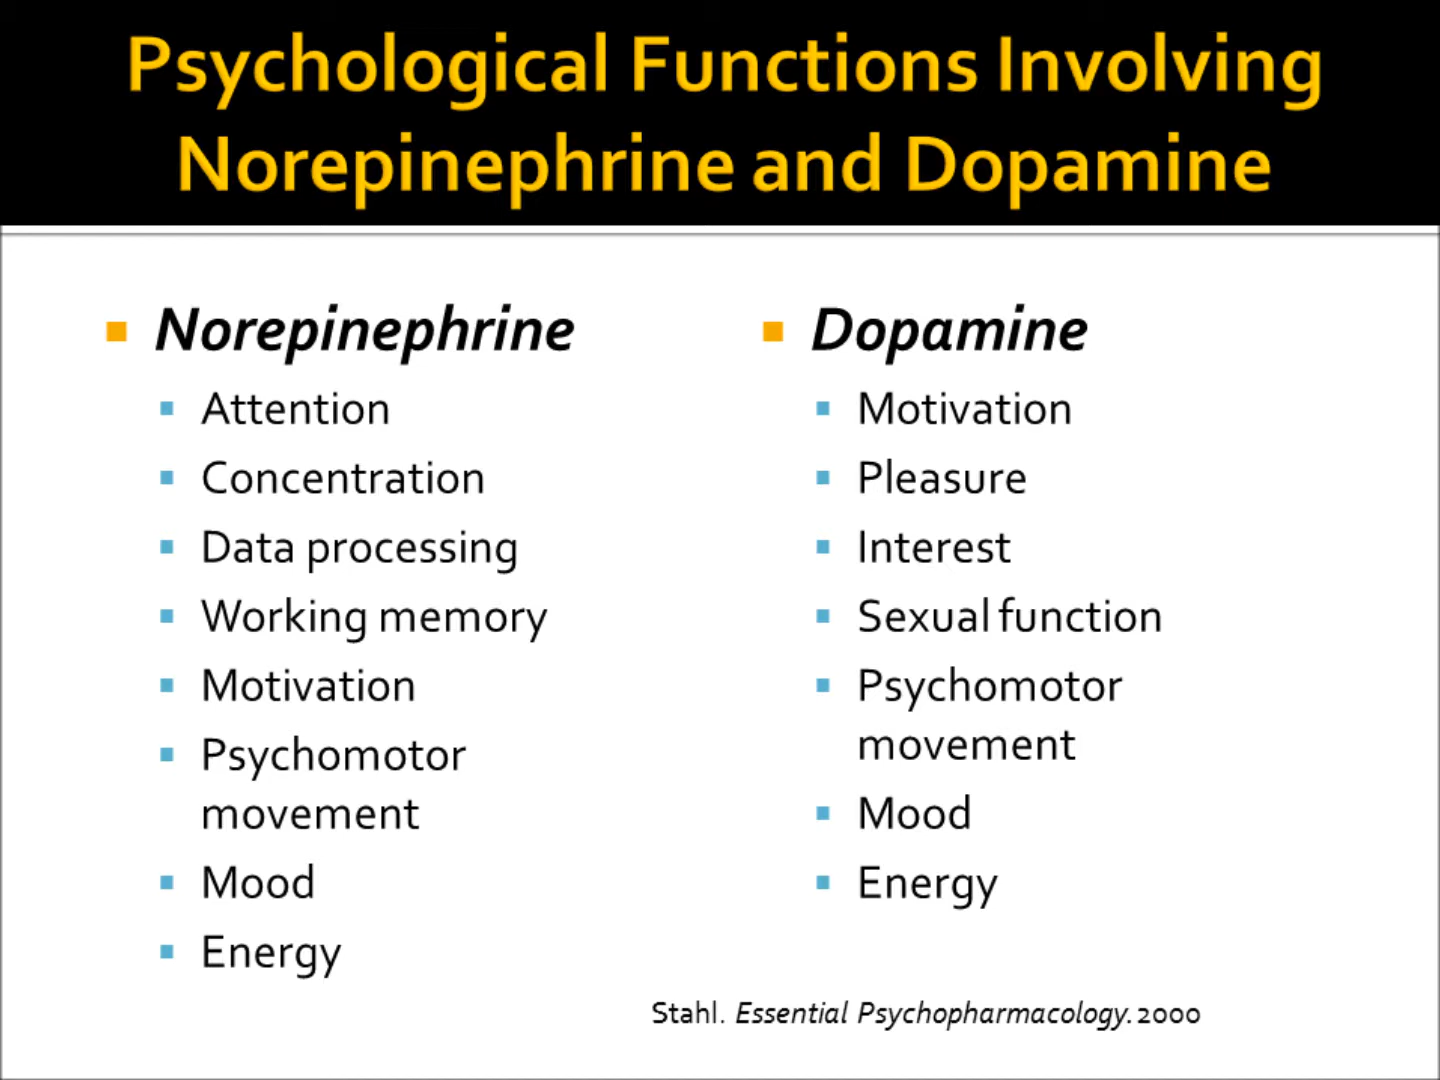 Psychological Functions Involving
Norepinephrine and Dopamine
Norepinephrine
Attention
Concentration
Data processing
Working memory
Motivation
Psychomotor
movement
Mood
Energy
Dopamine
Motivation
Pleasure
Interest
Sexual function
Psychomotor
movement
Mood
Energy
Stahl. Essential Psychopharmacology. 2000